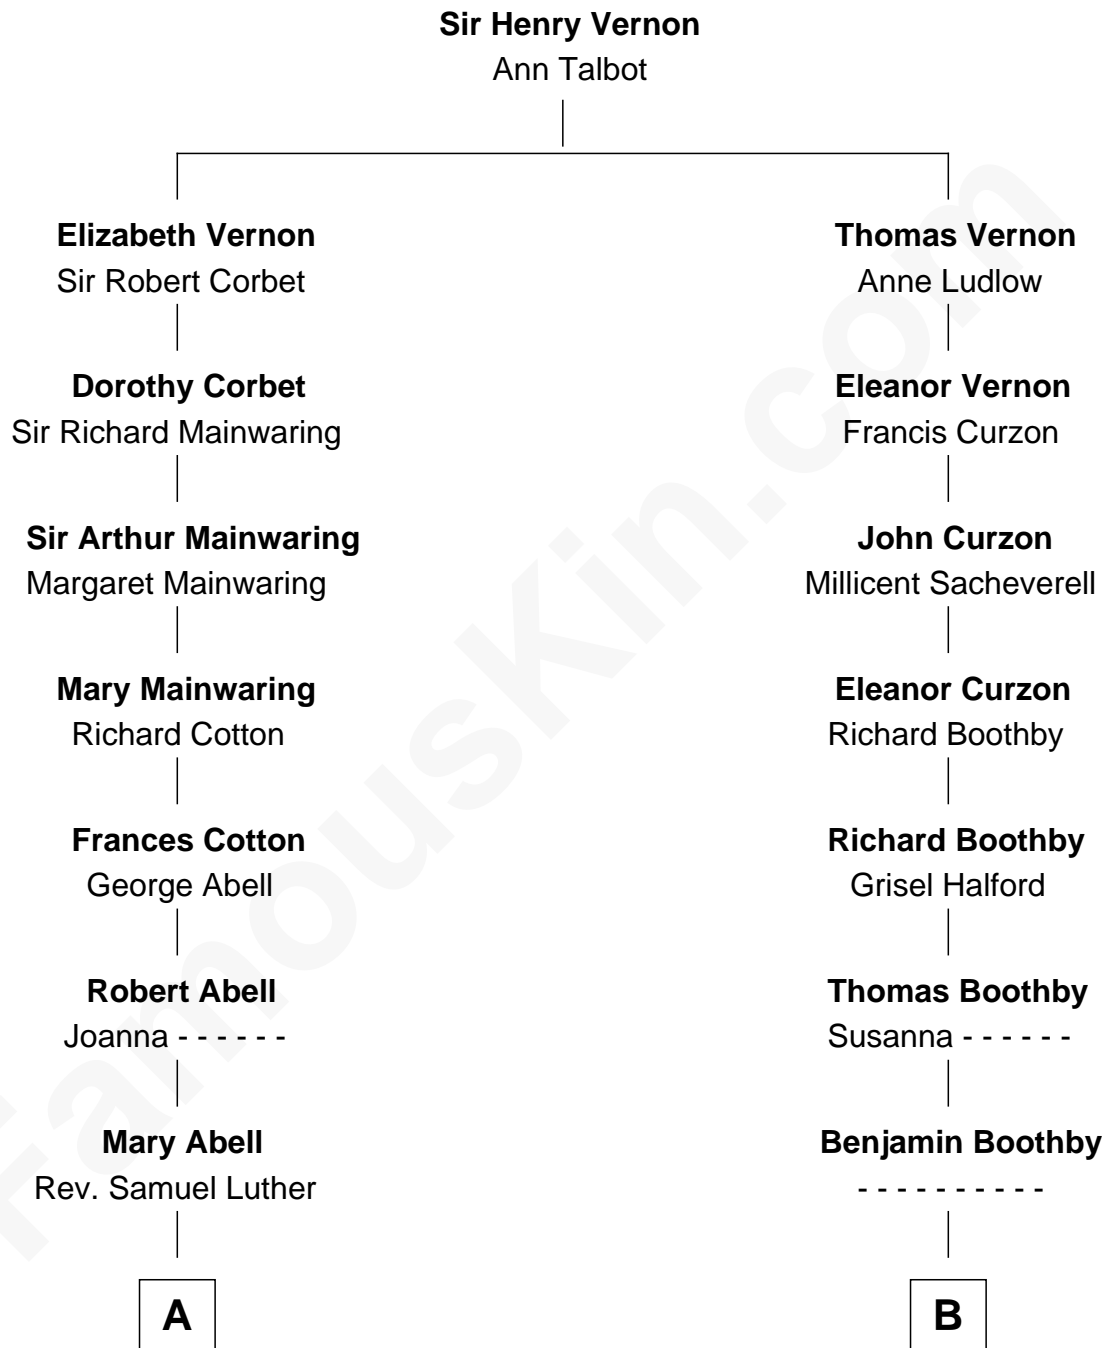 Sir Henry Vernon
Ann Talbot
Elizabeth Vernon
Sir Robert Corbet
Thomas Vernon
Anne Ludlow
Dorothy Corbet
Sir Richard Mainwaring
Eleanor Vernon
Francis Curzon
Sir Arthur Mainwaring
Margaret Mainwaring
John Curzon
Millicent Sacheverell
Mary Mainwaring
Richard Cotton
Eleanor Curzon
Richard Boothby
Frances Cotton
George Abell
Richard Boothby
Grisel Halford
Robert Abell
Joanna - - - - - -
Thomas Boothby
Susanna - - - - - -
Mary Abell
Rev. Samuel Luther
Benjamin Boothby
- - - - - - - - - -
A
B
FamousKin.com